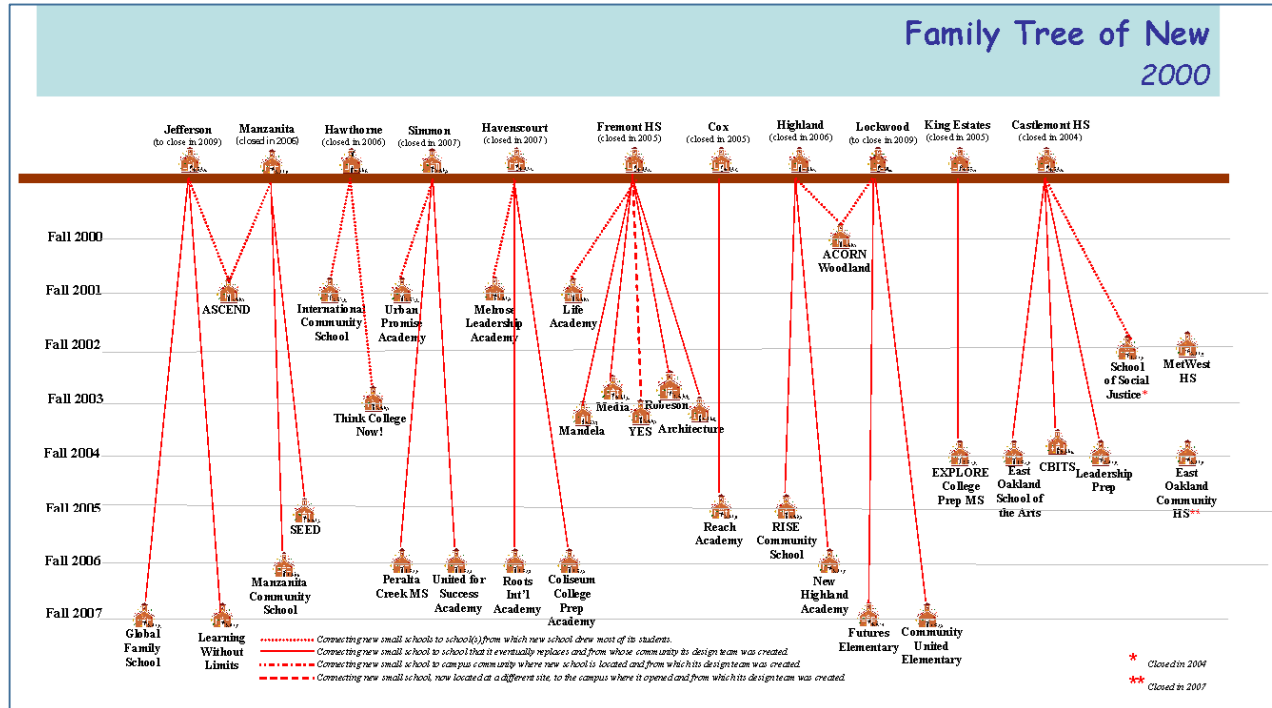 Family Tree of New
2000
Jefferson
(to close in 2009)
Manzanita
(closed in 2006)
Hawthorne
(closed in 2006)
Simmon
(closed in 2007)
Havenscourt
(closed in 2007)
Fremont HS
(closed in 2005)
Cox
(closed in 2005)
Highland
(closed in 2006)
Lockwood
(to close in 2009)
King Estates
(closed in 2005)
Castlemont HS
(closed in 2004)
Fall 2000
ACORN
Woodland
Fall 2001
ASCEND
International
Community
School
Urban
Promise
Academy
Melrose
Leadership
Academy
Life
Academy
Fall 2002
School
of Social
Justice*
MetWest
HS
Fall 2003
Think College
Now!
Mandela
Media
YES
Robeson
Architecture
Fall 2004
EXPLORE
College
Prep MS
East
Oakland
School of
the Arts
CBITS
Leadership
Prep
East
Oakland
Community
HS**
Fall 2005
SEED
Reach
Academy
RISE
Community
School
Fall 2006
Manzanita
Community
School
Peralta
Creek MS
United for
Success
Academy
Roots
Int'l
Academy
Coliseum
College
Prep
Academy
New
Highland
Academy
Fall 2007
Global
Family
School
Learning
Without
Limits
Futures
Elementary
Community
United
Elementary
Connecting new small schools to school(s) from which new school drew most of its students.
Connecting new small school to school that it eventually replaces and from whose community its design team was created.
Connecting new small school to campus community where new school is located and from which its design team was created.
Connecting new small school, now located at a different site, to the campus where it opened and from which its design team was created.
* Closed in 2004
** Closed in 2007